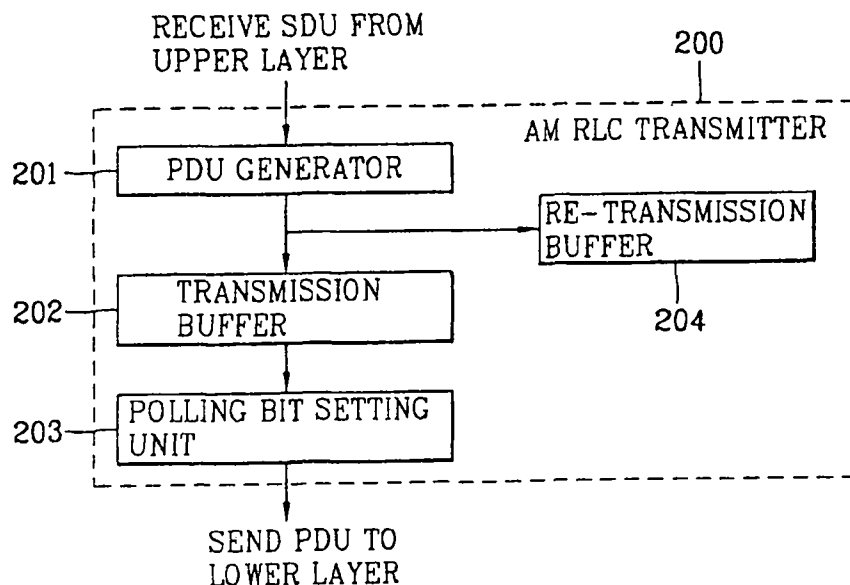 RECEIVE SDU FROM
UPPER LAYER
200
AM RLC TRANSMITTER
201
PDU GENERATOR
RE-TRANSMISSION
BUFFER
204
202
TRANSMISSION
BUFFER
203
POLLING BIT SETTING
UNIT
SEND PDU TO
LOWER LAYER